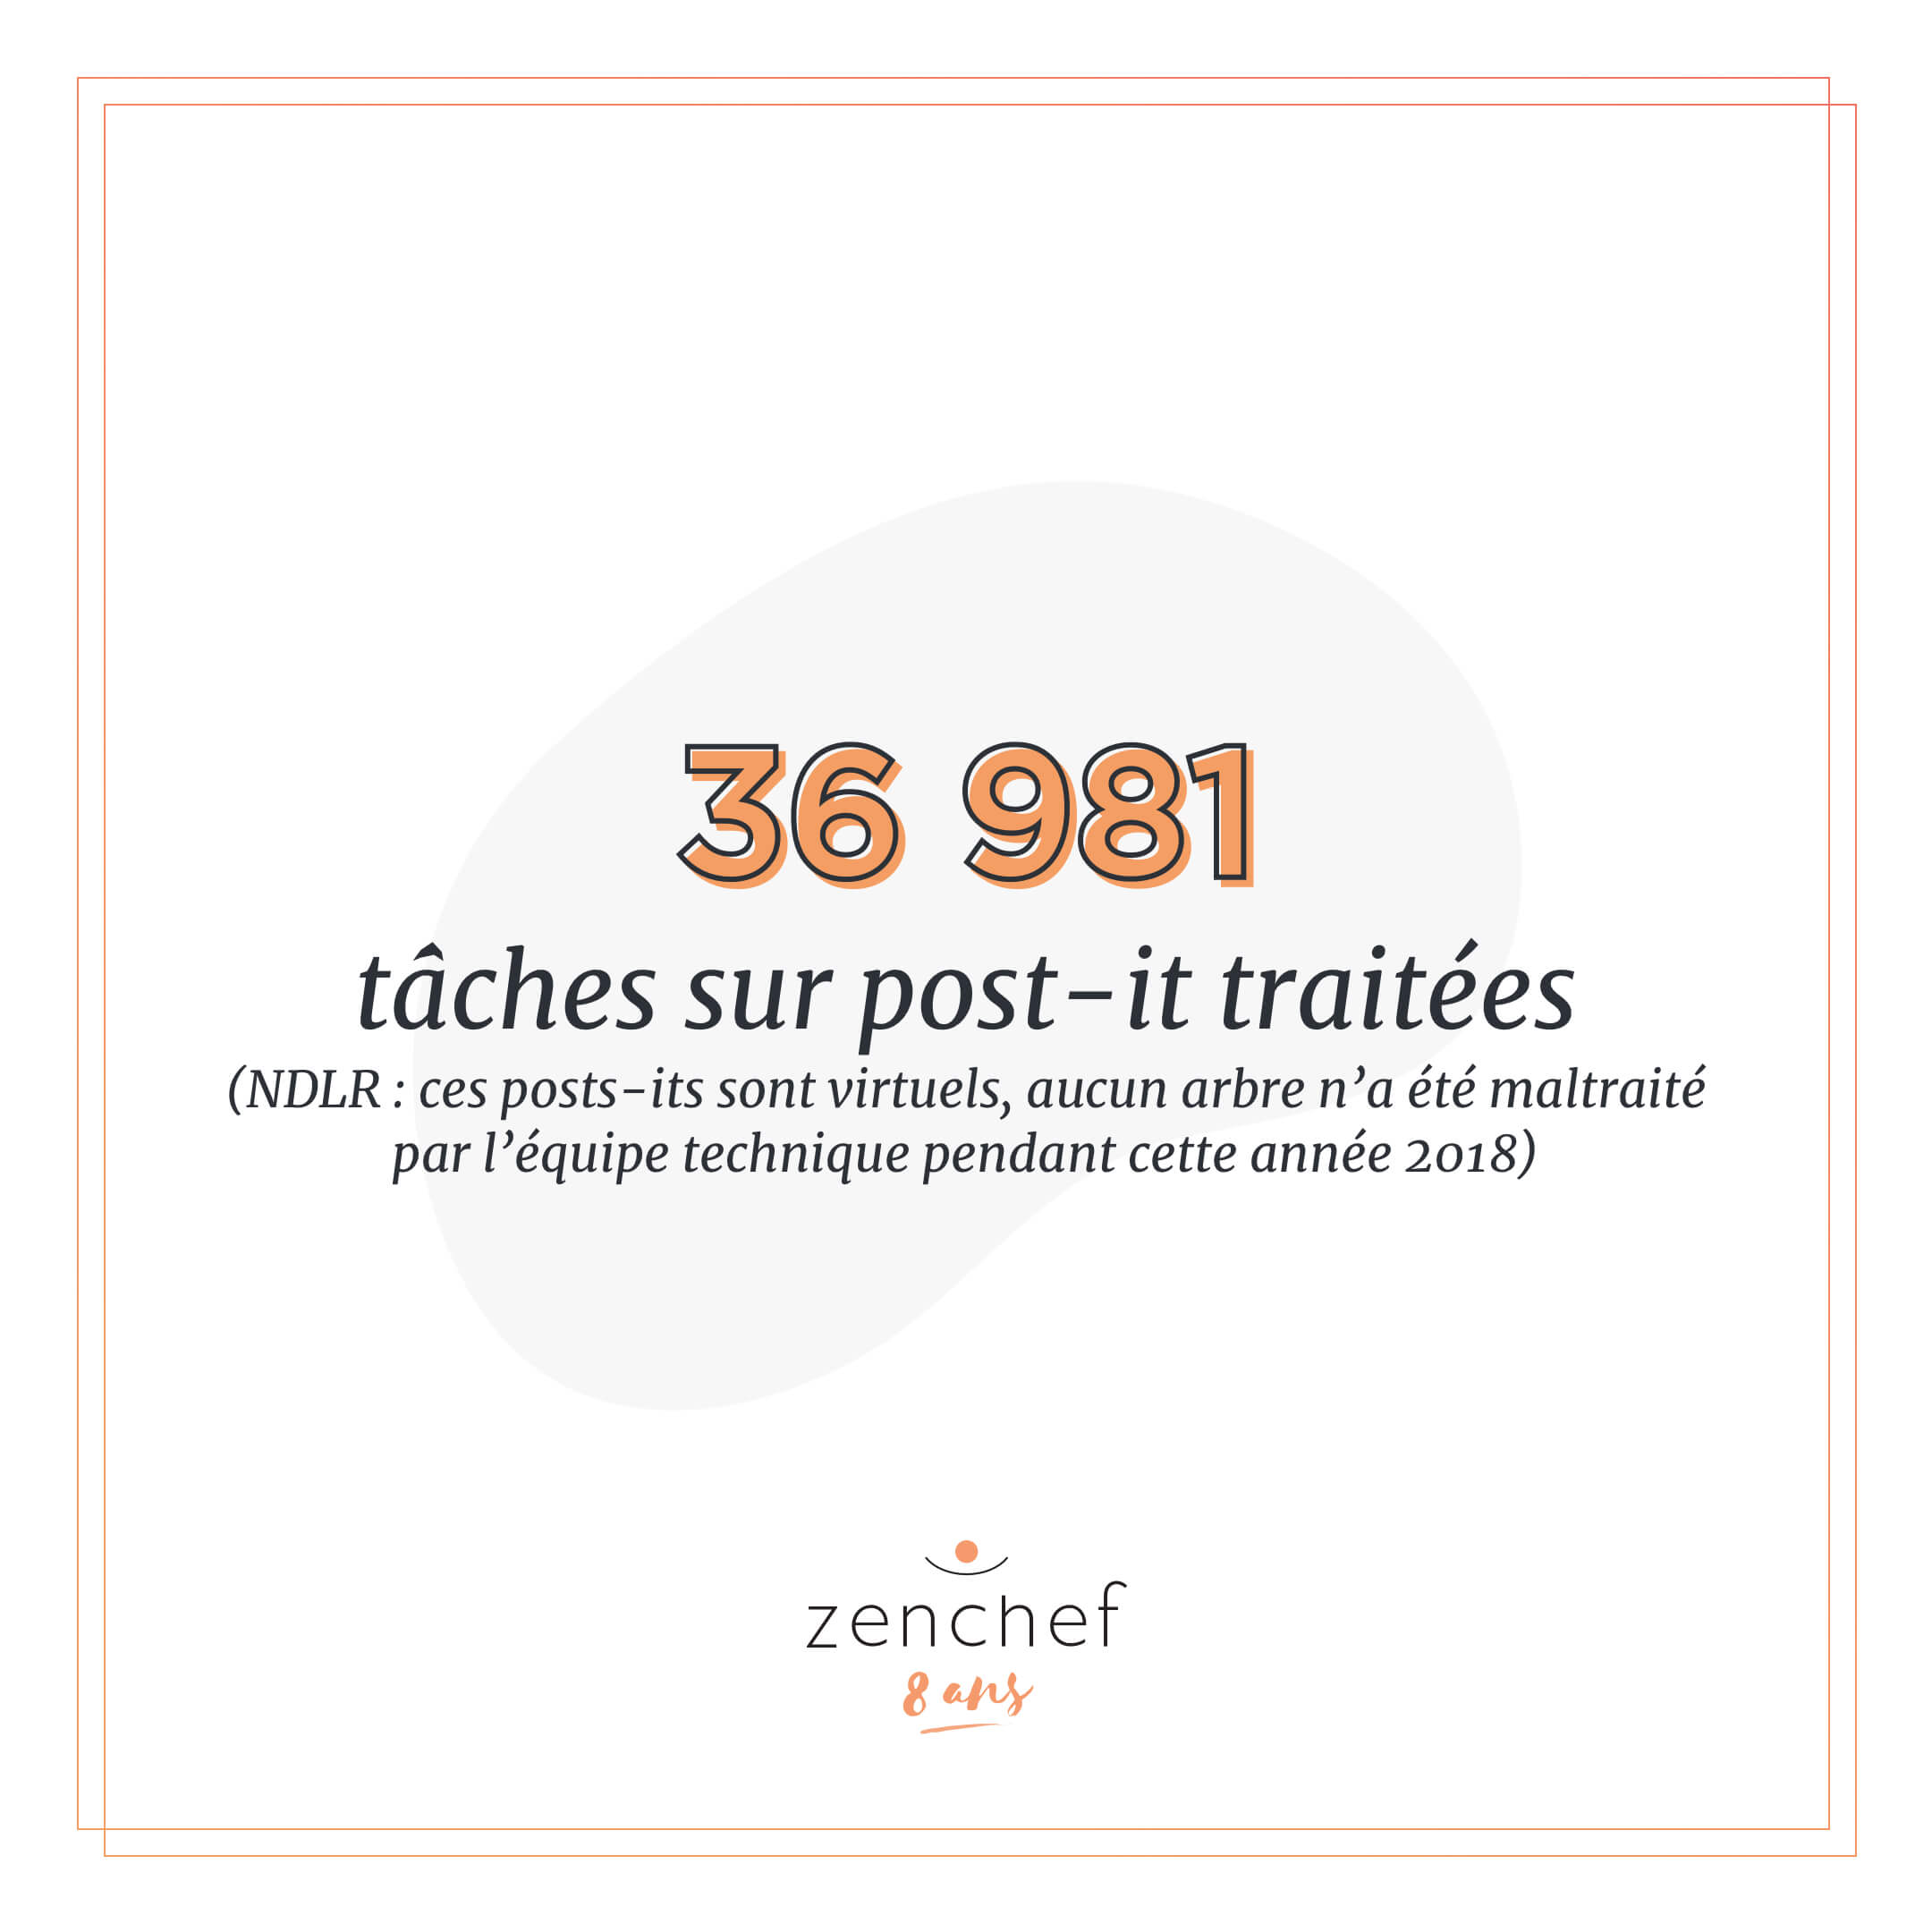 36 981
tâches sur post-it traitées
(NDLR : ces posts-its sont virtuels, aucun arbre n’a été maltraité
par l’équipe technique pendant cette année 2018)
zenchef
8 ans